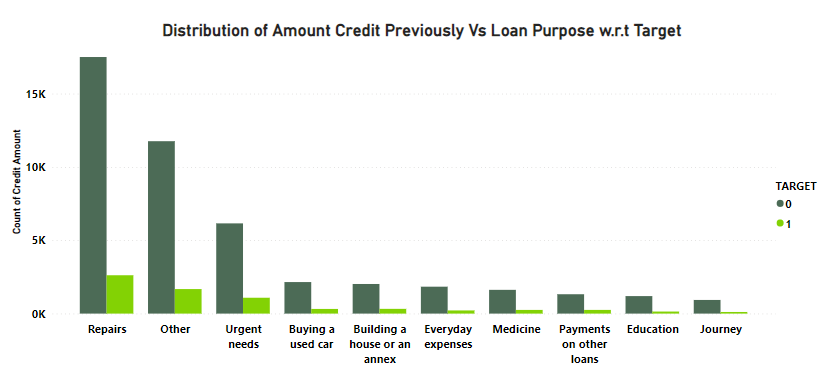 Distribution of Amount Credit Previously Vs Loan Purpose w.r.t Target
Count of Credit Amount
15K
10K
5K
0K
Repairs
Other
Urgent
needs
Buying a
used car
Building a
house or an
annex
Everyday
expenses
Medicine
Payments
on other
loans
Education
Journey
TARGET
0
1